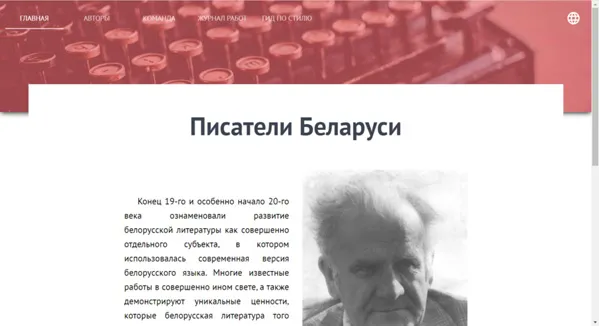 ГЛАВНАЯ АВТОРЫ КОМАНДА ЖУРНАЛ РАБОТ ГИД ПО СТИЛЮ
Писатели Беларуси
Конец 19-го и особенно начало 20-го
века ознаменовали развитие
белорусской литературы как совершенно
отдельного субъекта, в котором
использовалась современная версия
белорусского языка. Многие известные
работы в совершенно ином свете, а также
демонстрируют уникальные ценности,
которые белорусская литература того